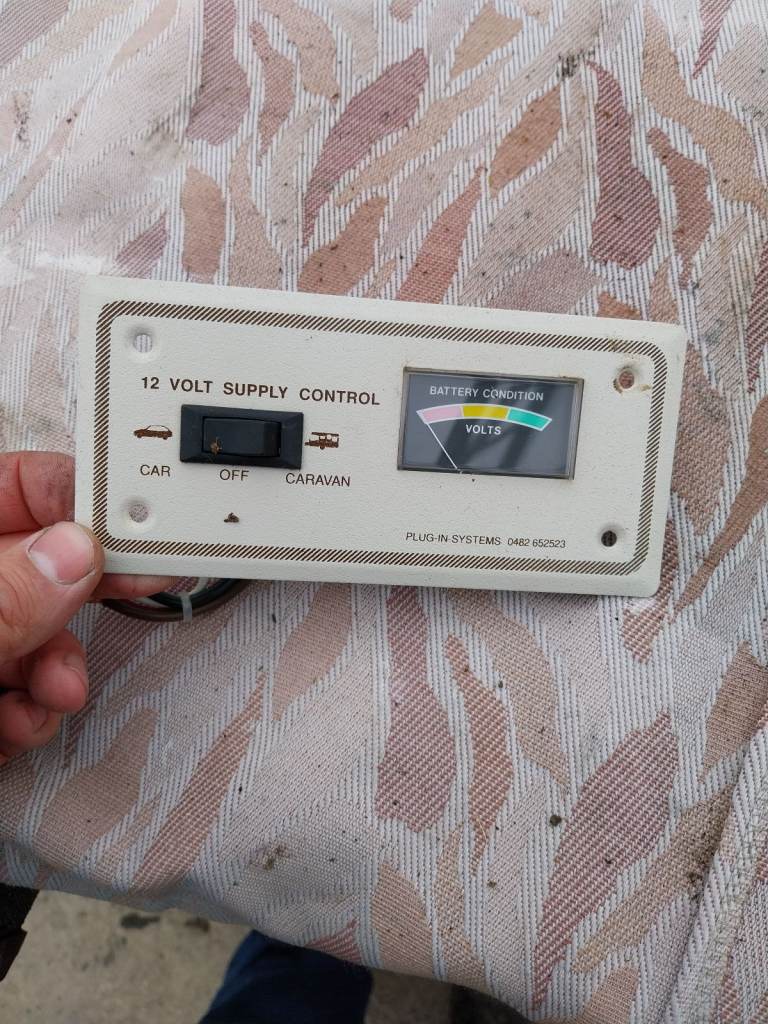 12 VOLT SUPPLY CONTROL
CAR
OFF
CARAVAN
BATTERY CONDITION
VOLTS
PLUG-IN-SYSTEMS 0482 652523